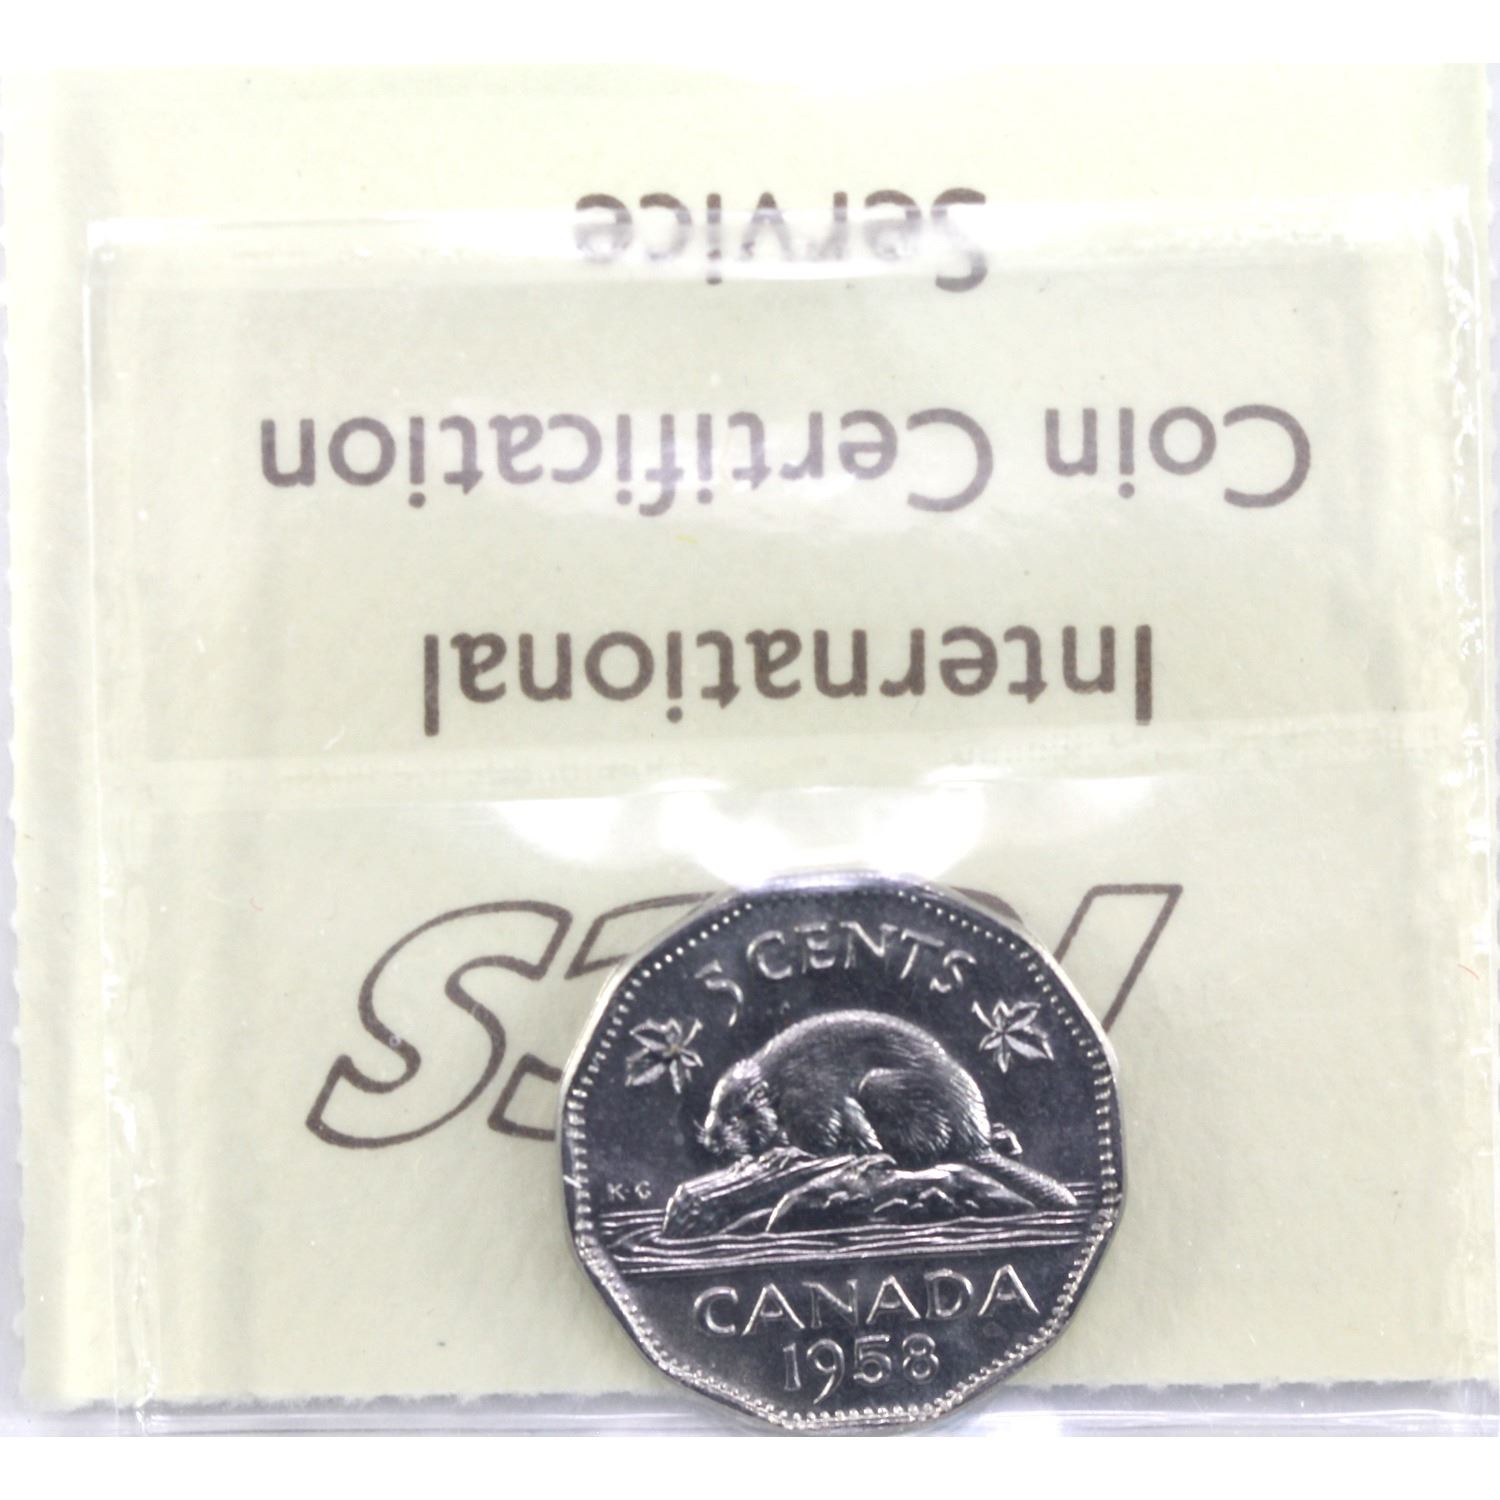 ICCS
International
Coin Certification
Service
5 CENTS
K·G
CANADA
1958